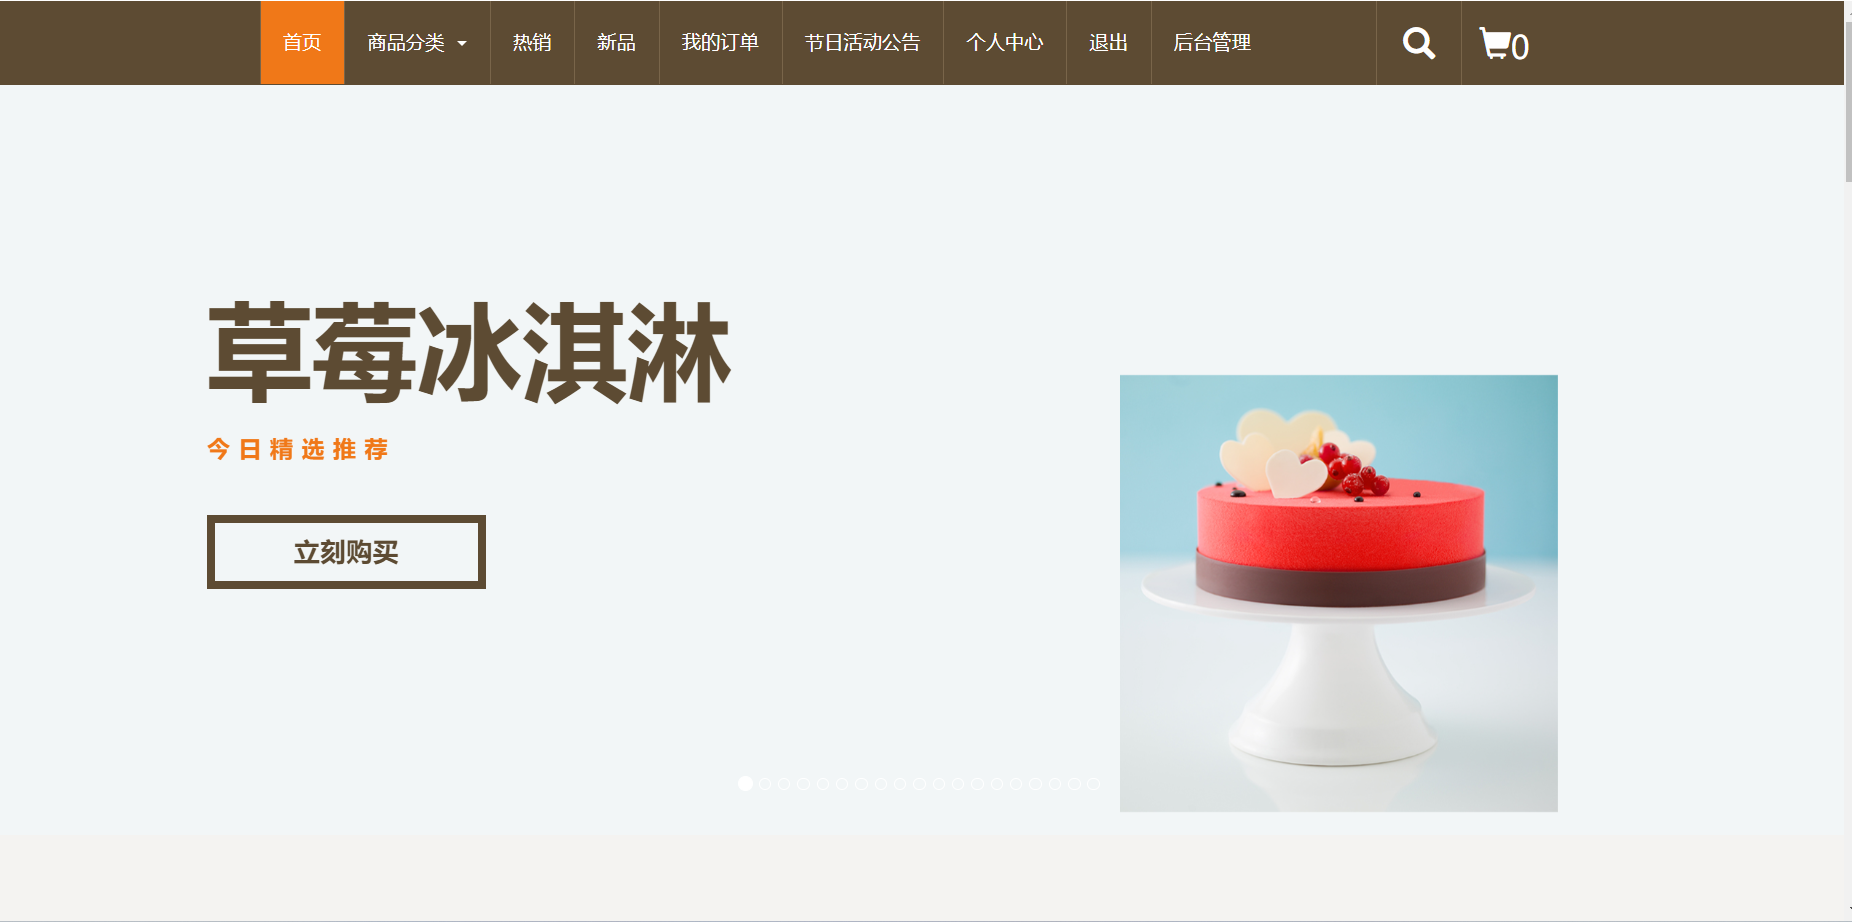 首页 商品分类 热销 新品 我的订单 节日活动公告 个人中心 退出 后台管理 0
草莓冰淇淋
今日精选推荐
立刻购买